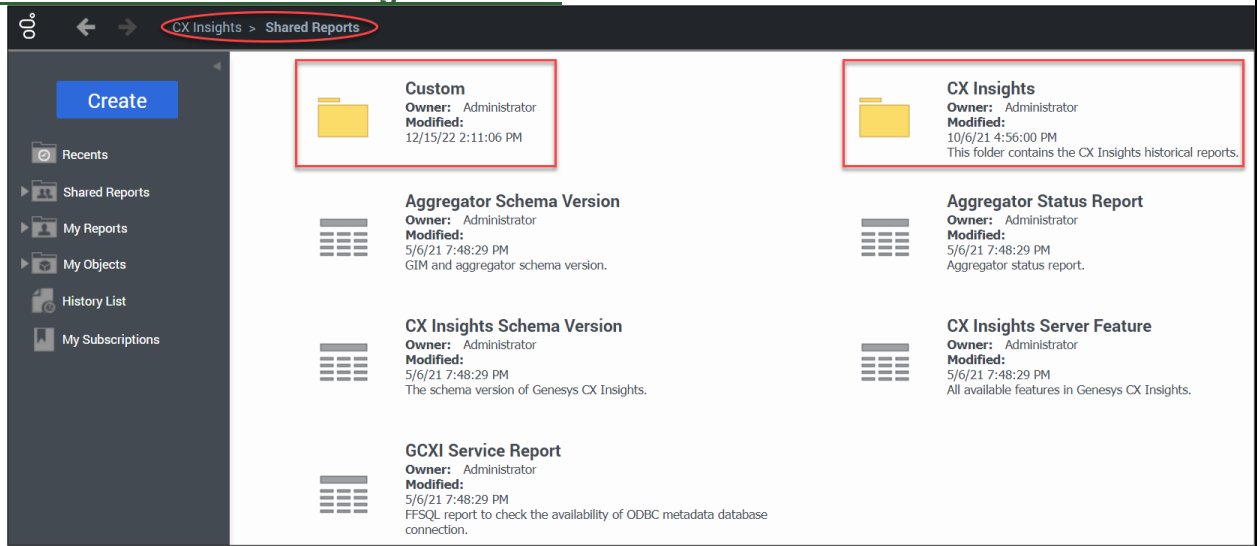 CX Insights > Shared Reports
Create
Recents
Shared Reports
My Reports
My Objects
History List
My Subscriptions
Custom
Owner: Administrator
Modified:
12/15/22 2:11:06 PM
CX Insights
Owner: Administrator
Modified:
10/6/21 4:56:00 PM
This folder contains the CX Insights historical reports.
Aggregator Schema Version
Owner: Administrator
Modified:
5/6/21 7:48:29 PM
GIM and aggregator schema version.
Aggregator Status Report
Owner: Administrator
Modified:
5/6/21 7:48:29 PM
Aggregator status report.
CX Insights Schema Version
Owner: Administrator
Modified:
5/6/21 7:48:29 PM
The schema version of Genesys CX Insights.
CX Insights Server Feature
Owner: Administrator
Modified:
5/6/21 7:48:29 PM
All available features in Genesys CX Insights.
GCXI Service Report
Owner: Administrator
Modified:
5/6/21 7:48:29 PM
FFSQL report to check the availability of ODBC metadata database
connection.